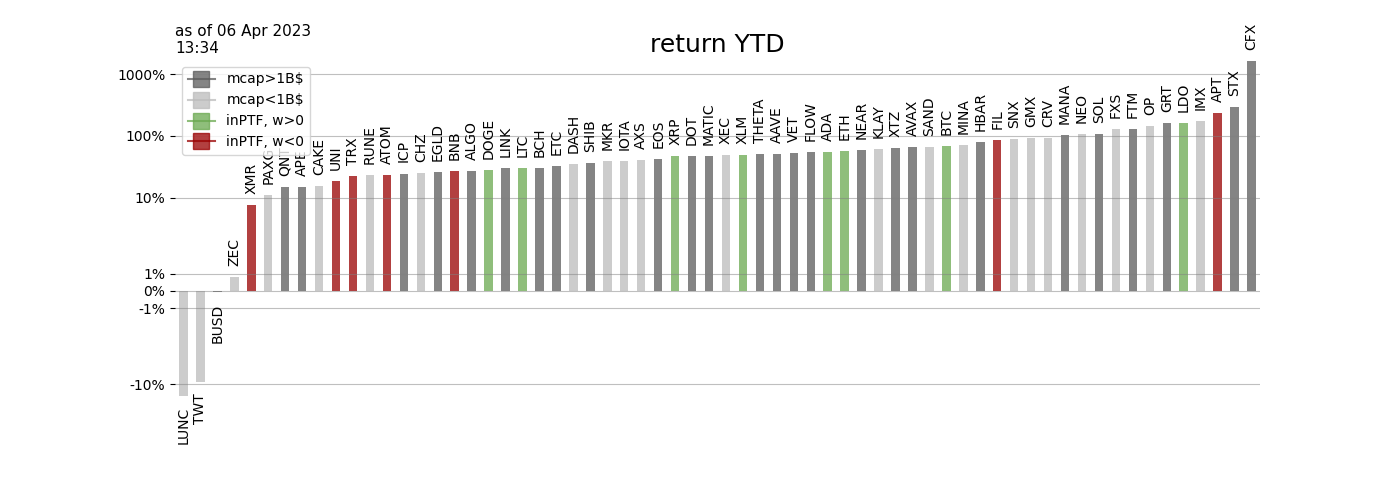 as of 06 Apr 2023
13:34
return YTD
mcap>1B$
mcap<1B$
inPTF, w>0
inPTF, w<0
1000%
100%
10%
1%
0%
-1%
-10%
LUNC
TWT
BUSD
ZEC
XMR
PAXG
QNT
APE
CAKE
UNI
TRX
RUNE
ATOM
ICP
CHZ
EGLD
BNB
ALGO
DOGE
LINK
LTC
BCH
ETC
DASH
SHIB
MKR
IOTA
AXS
EOS
XRP
DOT
MATIC
XEC
XLM
THETA
AAVE
VET
FLOW
ADA
ETH
NEAR
KLAY
XTZ
AVAX
SAND
BTC
MINA
HBAR
FIL
SNX
GMX
CRV
MANA
NEO
SOL
FXS
FTM
OP
GRT
LDO
IMX
APT
STX
CFX